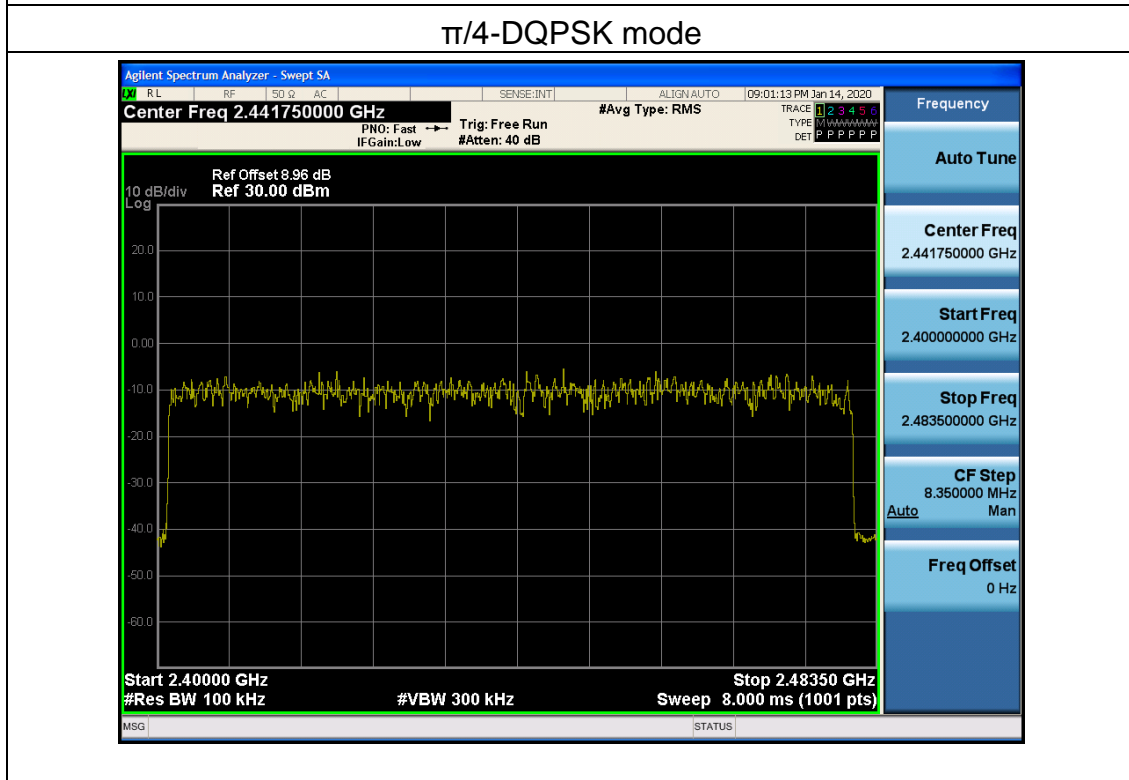 π/4-DQPSK mode
Agilent Spectrum Analyzer - Swept SA
LXI RL RF 50 Ω AC SENSE:INT ALIGN AUTO 09:01:13 PM Jan 14, 2020
Center Freq 2.441750000 GHz #Avg Type: RMS TRACE 1 2 3 4 5 6
PNO: Fast Trig: Free Run TYPE MWWWWW
IFGain:Low #Atten: 40 dB DET P P P P P P
Ref Offset 8.96 dB
10 dB/div Ref 30.00 dBm
Log
20.0
10.0
0.00
-10.0
-20.0
-30.0
-40.0
-50.0
-60.0
Start 2.40000 GHz Stop 2.48350 GHz
#Res BW 100 kHz #VBW 300 kHz Sweep 8.000 ms (1001 pts)
MSG STATUS
Frequency
Auto Tune
Center Freq
2.441750000 GHz
Start Freq
2.400000000 GHz
Stop Freq
2.483500000 GHz
CF Step
8.350000 MHz
Auto Man
Freq Offset
0 Hz